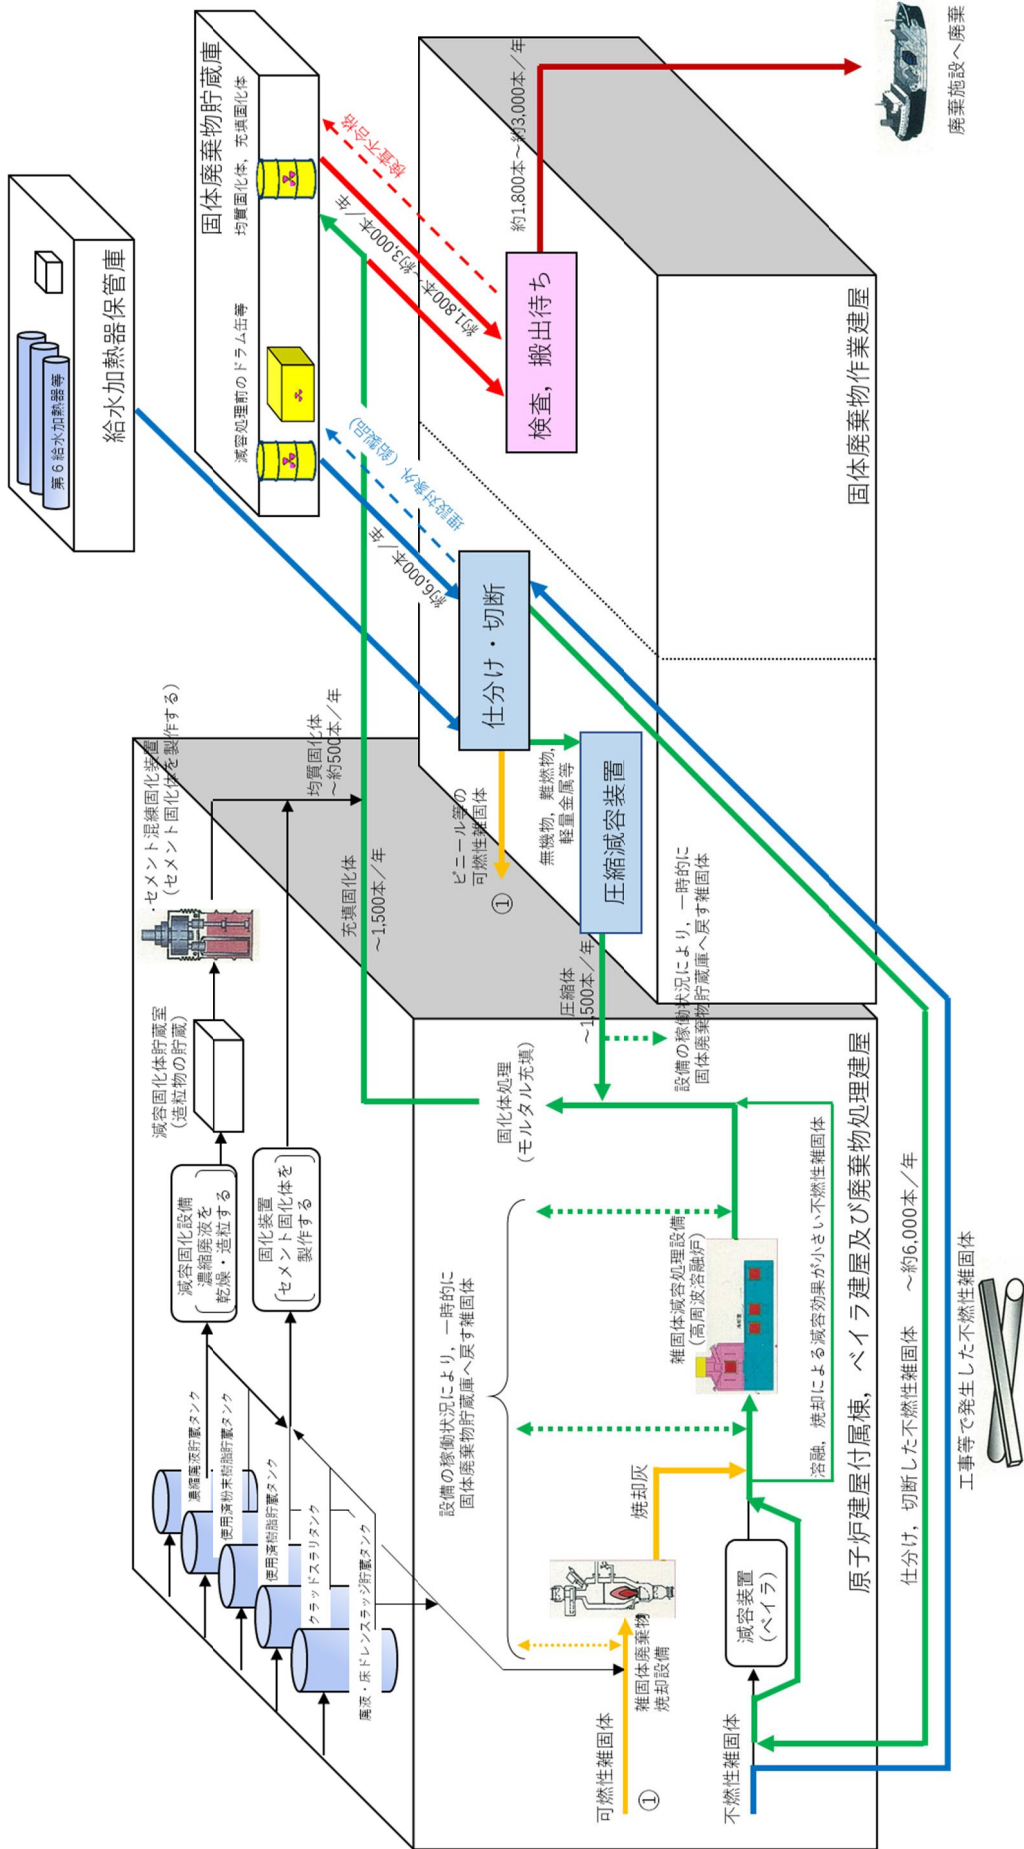 給水加熱器保管庫
第6給水加熱器等
固体廃棄物貯蔵庫
減容処理前のドラム缶等
均質固化体，充填固化体
濃縮廃液貯蔵タンク
使用済粉末樹脂貯蔵タンク
使用済樹脂貯蔵タンク
クラッドスラリタンク
廃液・床ドレンスラッジ貯蔵タンク
減容固化設備
濃縮廃液を
乾燥・造粒する
減容固化体貯蔵室
(造粒物の貯蔵)
セメント混練固化装置
(セメント固化体を製作する)
固化装置
セメント固化体を
製作する
均質固化体
～約500本/年
充填固化体
～1,500本/年
約6,000本/年
埋設対象外（鉛製品）
約1,800本～約3,000本/年
検査不合格
仕分け・切断
検査，搬出待ち
約1,800本～約3,000本/年
廃棄施設へ廃棄
ビニール等の
可燃性雑固体
①
無機物，難燃物，
軽量金属等
圧縮減容装置
圧縮体
～1,500本/年
設備の稼働状況により，一時的に
固体廃棄物貯蔵庫へ戻す雑固体
固体廃棄物作業建屋
設備の稼働状況により，一時的に
固体廃棄物貯蔵庫へ戻す雑固体
固化体処理
(モルタル充填)
可燃性雑固体
①
雑固体廃棄物
焼却設備
焼却灰
雑固体減容処理設備
(高周波溶融炉)
不燃性雑固体
減容装置
(ベイラ)
溶融，焼却による減容効果が小さい不燃性雑固体
原子炉建屋付属棟，ベイラ建屋及び廃棄物処理建屋
仕分け，切断した不燃性雑固体　～約6,000本/年
工事等で発生した不燃性雑固体